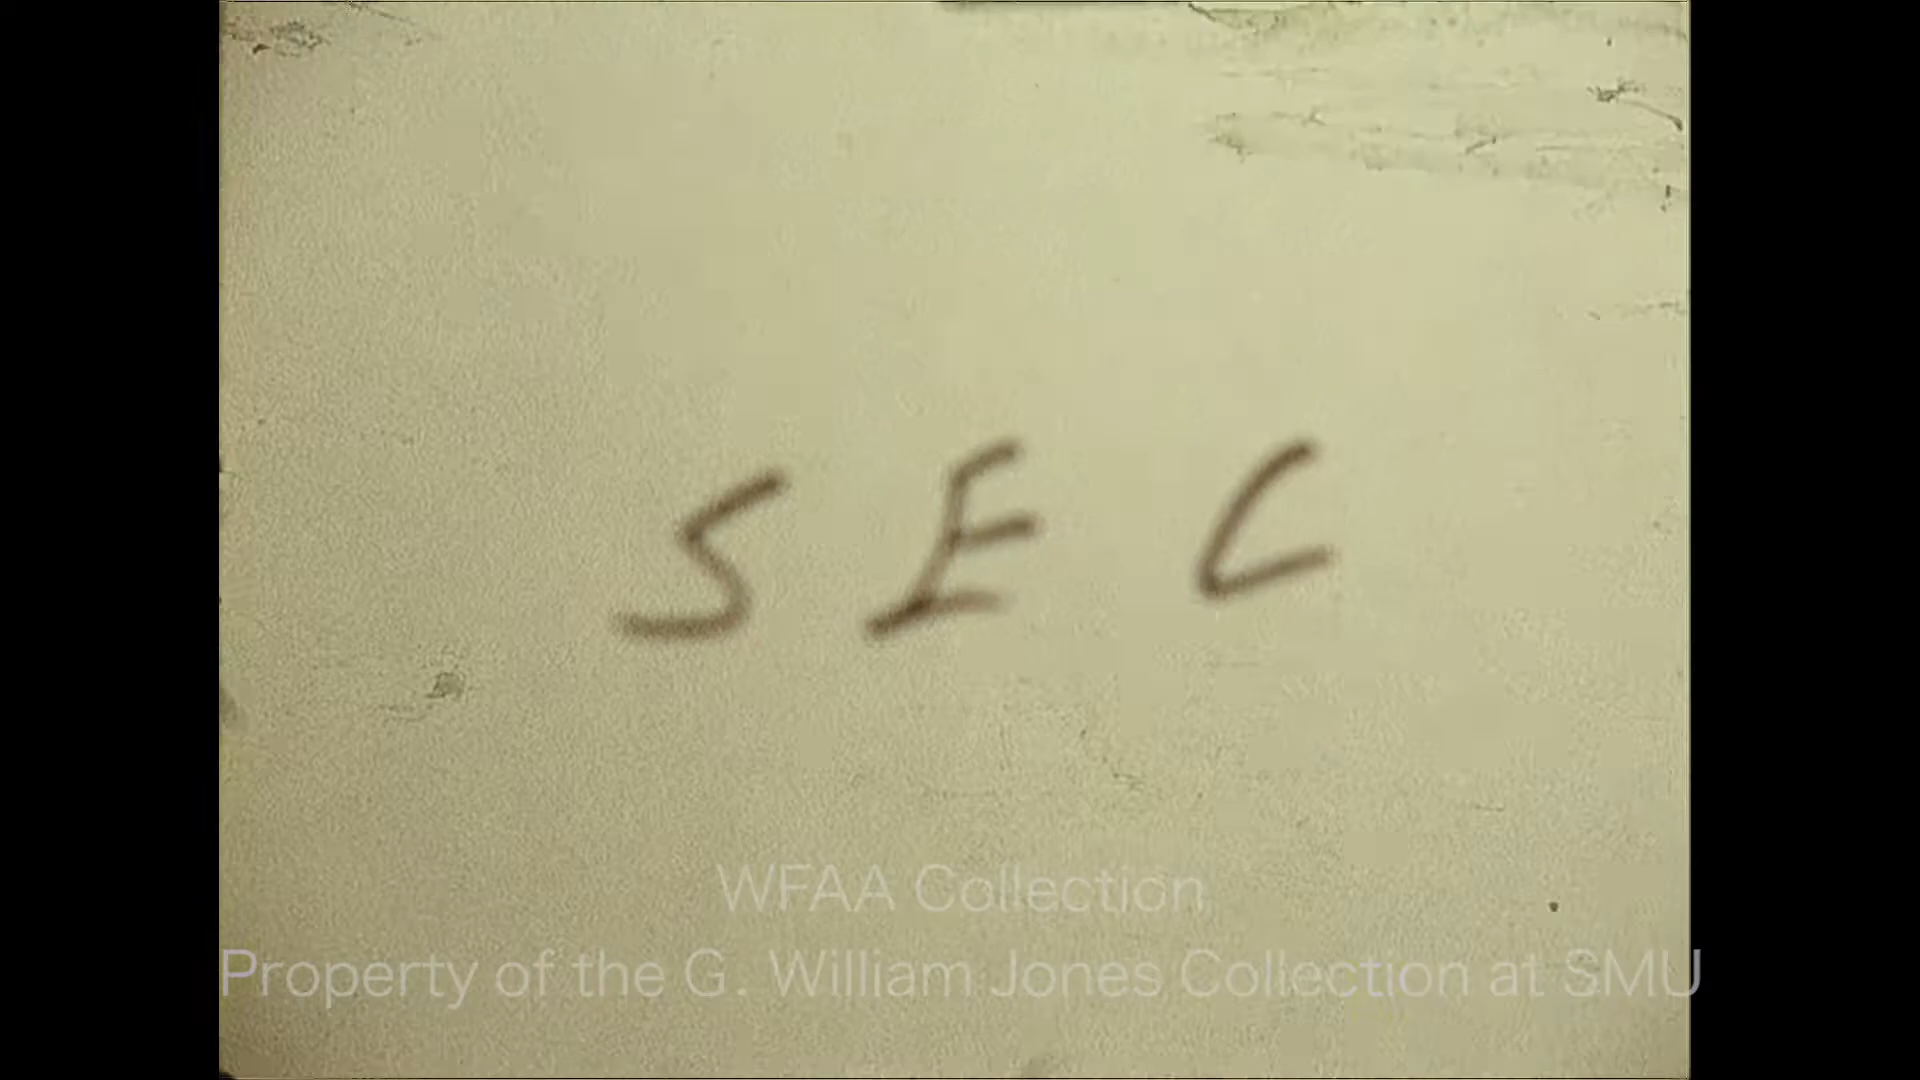 SEC
WFAA Collection
Property of the G. William Jones Collection at SMU